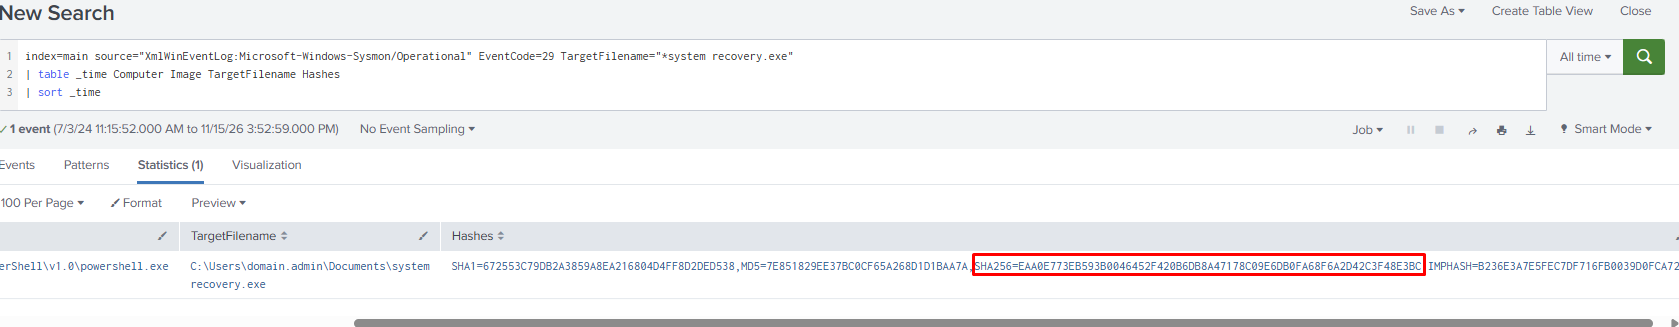 New Search
Save As
Create Table View
Close
1 index=main source="XmlWinEventLog:Microsoft-Windows-Sysmon/Operational" EventCode=29 TargetFilename="*system recovery.exe"
2 | table _time Computer Image TargetFilename Hashes
3 | sort _time
All time
✓ 1 event (7/3/24 11:15:52.000 AM to 11/15/26 3:52:59.000 PM)
No Event Sampling
Job
Smart Mode
Events
Patterns
Statistics (1)
Visualization
100 Per Page
Format
Preview
TargetFilename
Hashes
erShell\v1.0\powershell.exe
C:\Users\domain.admin\Documents\system
recovery.exe
SHA1=672553C79DB2A3859A8EA216804D4FF8D2DED538,MD5=7E851829EE37BC0CF65A268D1D1BAA7A,SHA256=EAA0E773EB593B0046452F420B6DB8A47178C09E6DB0FA68F6A2D42C3F48E3BC,IMPHASH=B236E3A7E5FEC7DF716FB0039D0FCA72